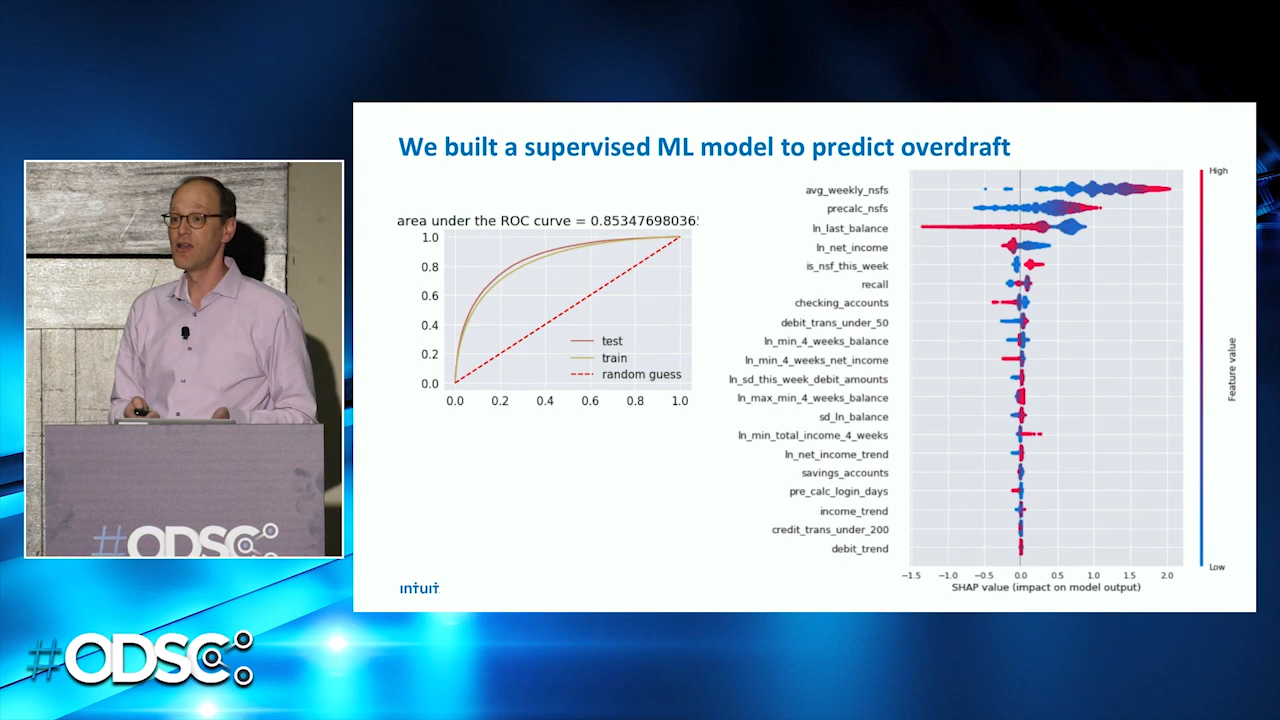 We built a supervised ML model to predict overdraft
area under the ROC curve = 0.85347698036
1.0
0.8
0.6
0.4
0.2
0.0
test
train
random guess
0.0 0.2 0.4 0.6 0.8 1.0
avg_weekly_nsfs
precalc_nsfs
ln_last_balance
ln_net_income
is_nsf_this_week
recall
checking_accounts
debit_trans_under_50
ln_min_4_weeks_balance
ln_min_4_weeks_net_income
ln_sd_this_week_debit_amounts
ln_max_min_4_weeks_balance
sd_ln_balance
ln_min_total_income_4_weeks
ln_net_income_trend
savings_accounts
pre_calc_login_days
income_trend
credit_trans_under_200
debit_trend
−1.5 −1.0 −0.5 0.0 0.5 1.0 1.5 2.0
SHAP value (impact on model output)
High
Feature value
Low
ıntuıt
#ODSC
#ODSC